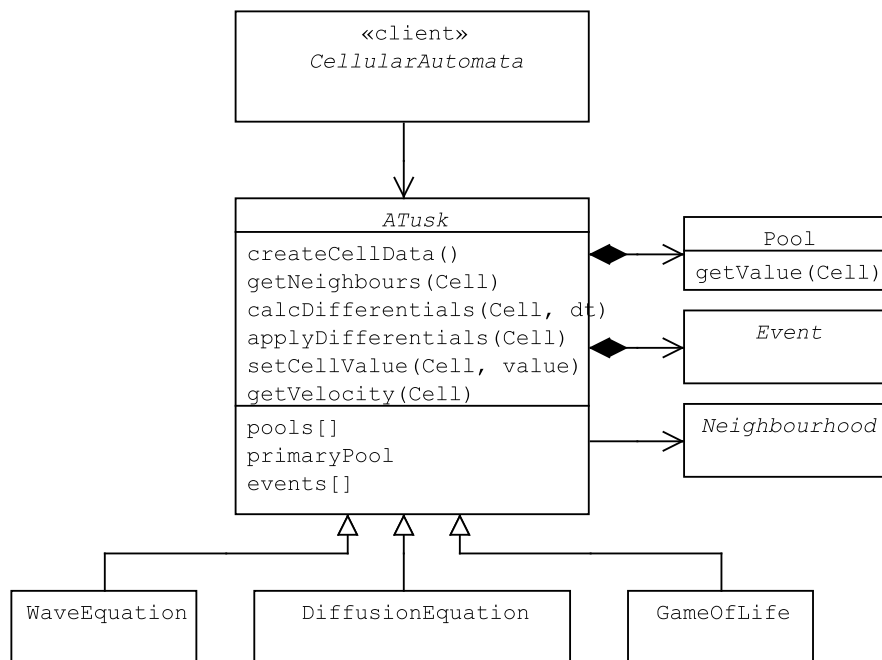 «client»
CellularAutomata
ATusk
createCellData()
getNeighbours(Cell)
calcDifferentials(Cell, dt)
applyDifferentials(Cell)
setCellValue(Cell, value)
getVelocity(Cell)
pools[]
primaryPool
events[]
Pool
getValue(Cell)
Event
Neighbourhood
WaveEquation
DiffusionEquation
GameOfLife